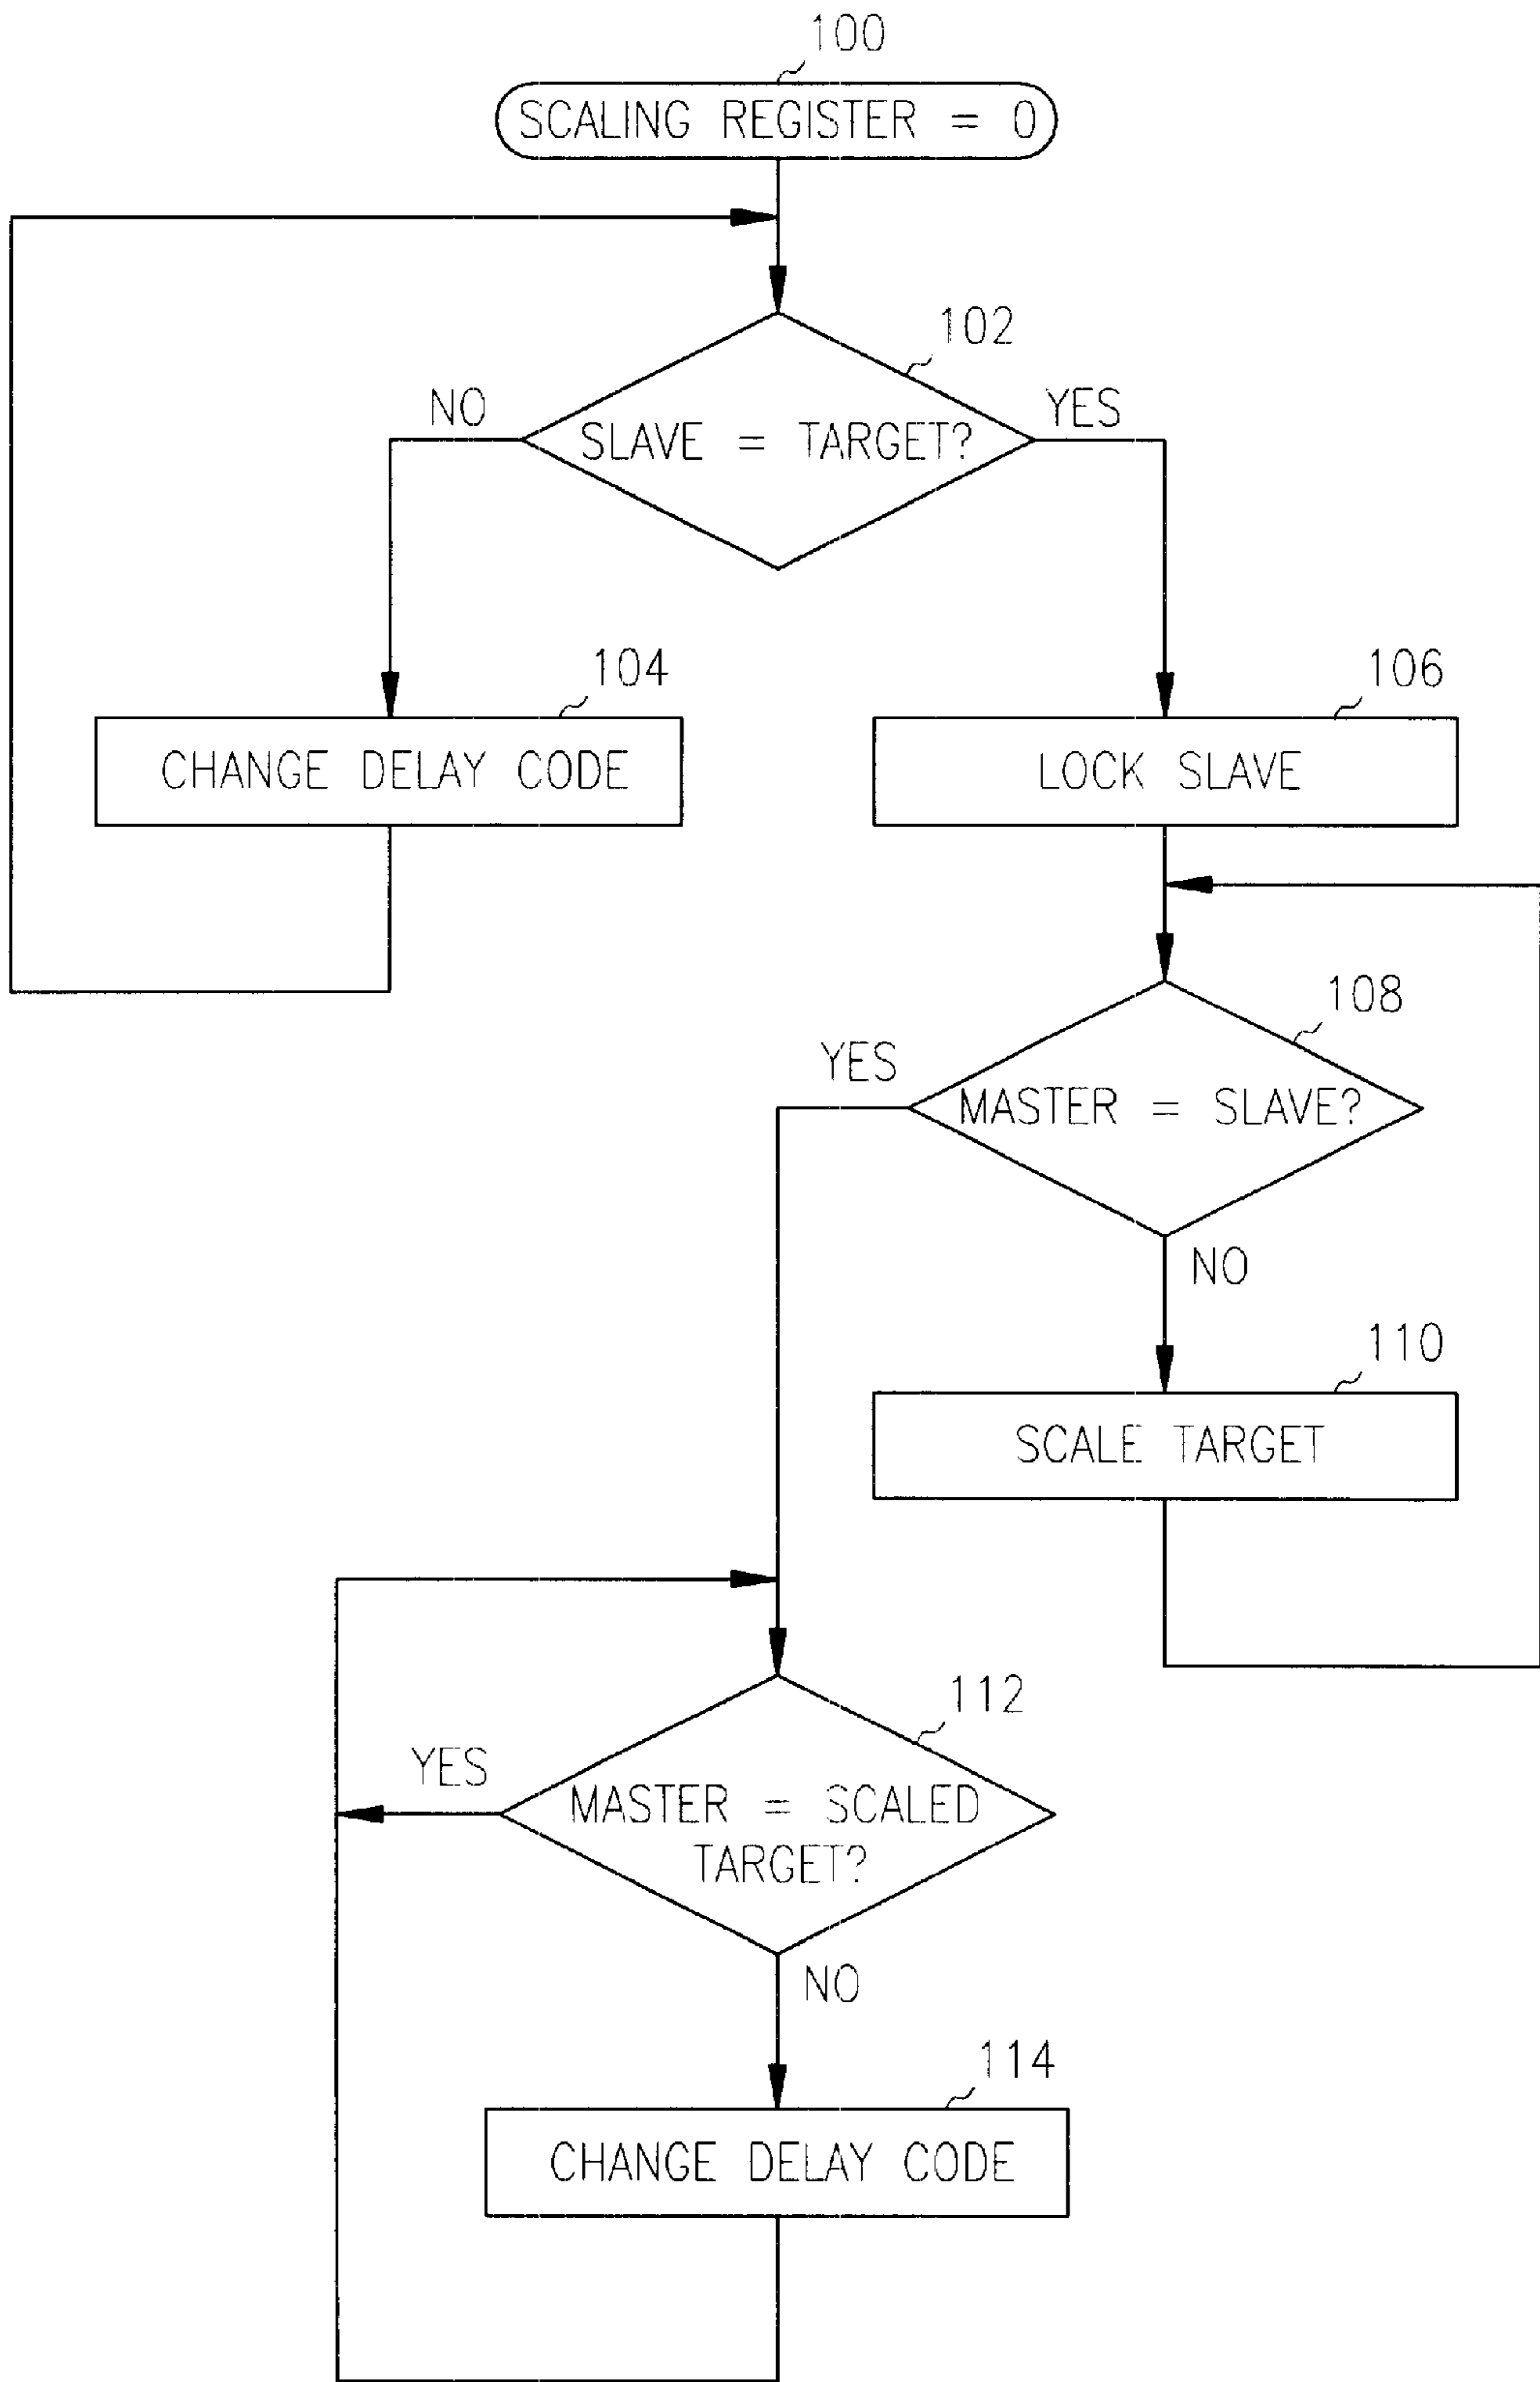 100
SCALING REGISTER = 0
102
NO
YES
SLAVE = TARGET?
104
106
CHANGE DELAY CODE
LOCK SLAVE
108
YES
MASTER = SLAVE?
NO
110
SCALE TARGET
112
YES
MASTER = SCALED
TARGET?
NO
114
CHANGE DELAY CODE